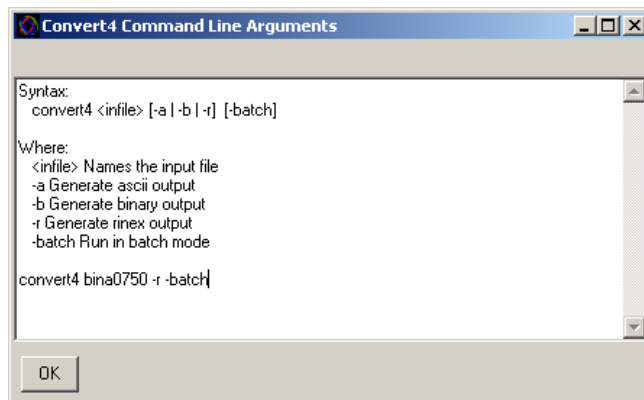 Convert4 Command Line Arguments
Syntax:
convert4 <infile> [-a | -b | -r] [-batch]
Where:
<infile> Names the input file
-a Generate ascii output
-b Generate binary output
-r Generate rinex output
-batch Run in batch mode
convert4 bina0750 -r -batch
OK